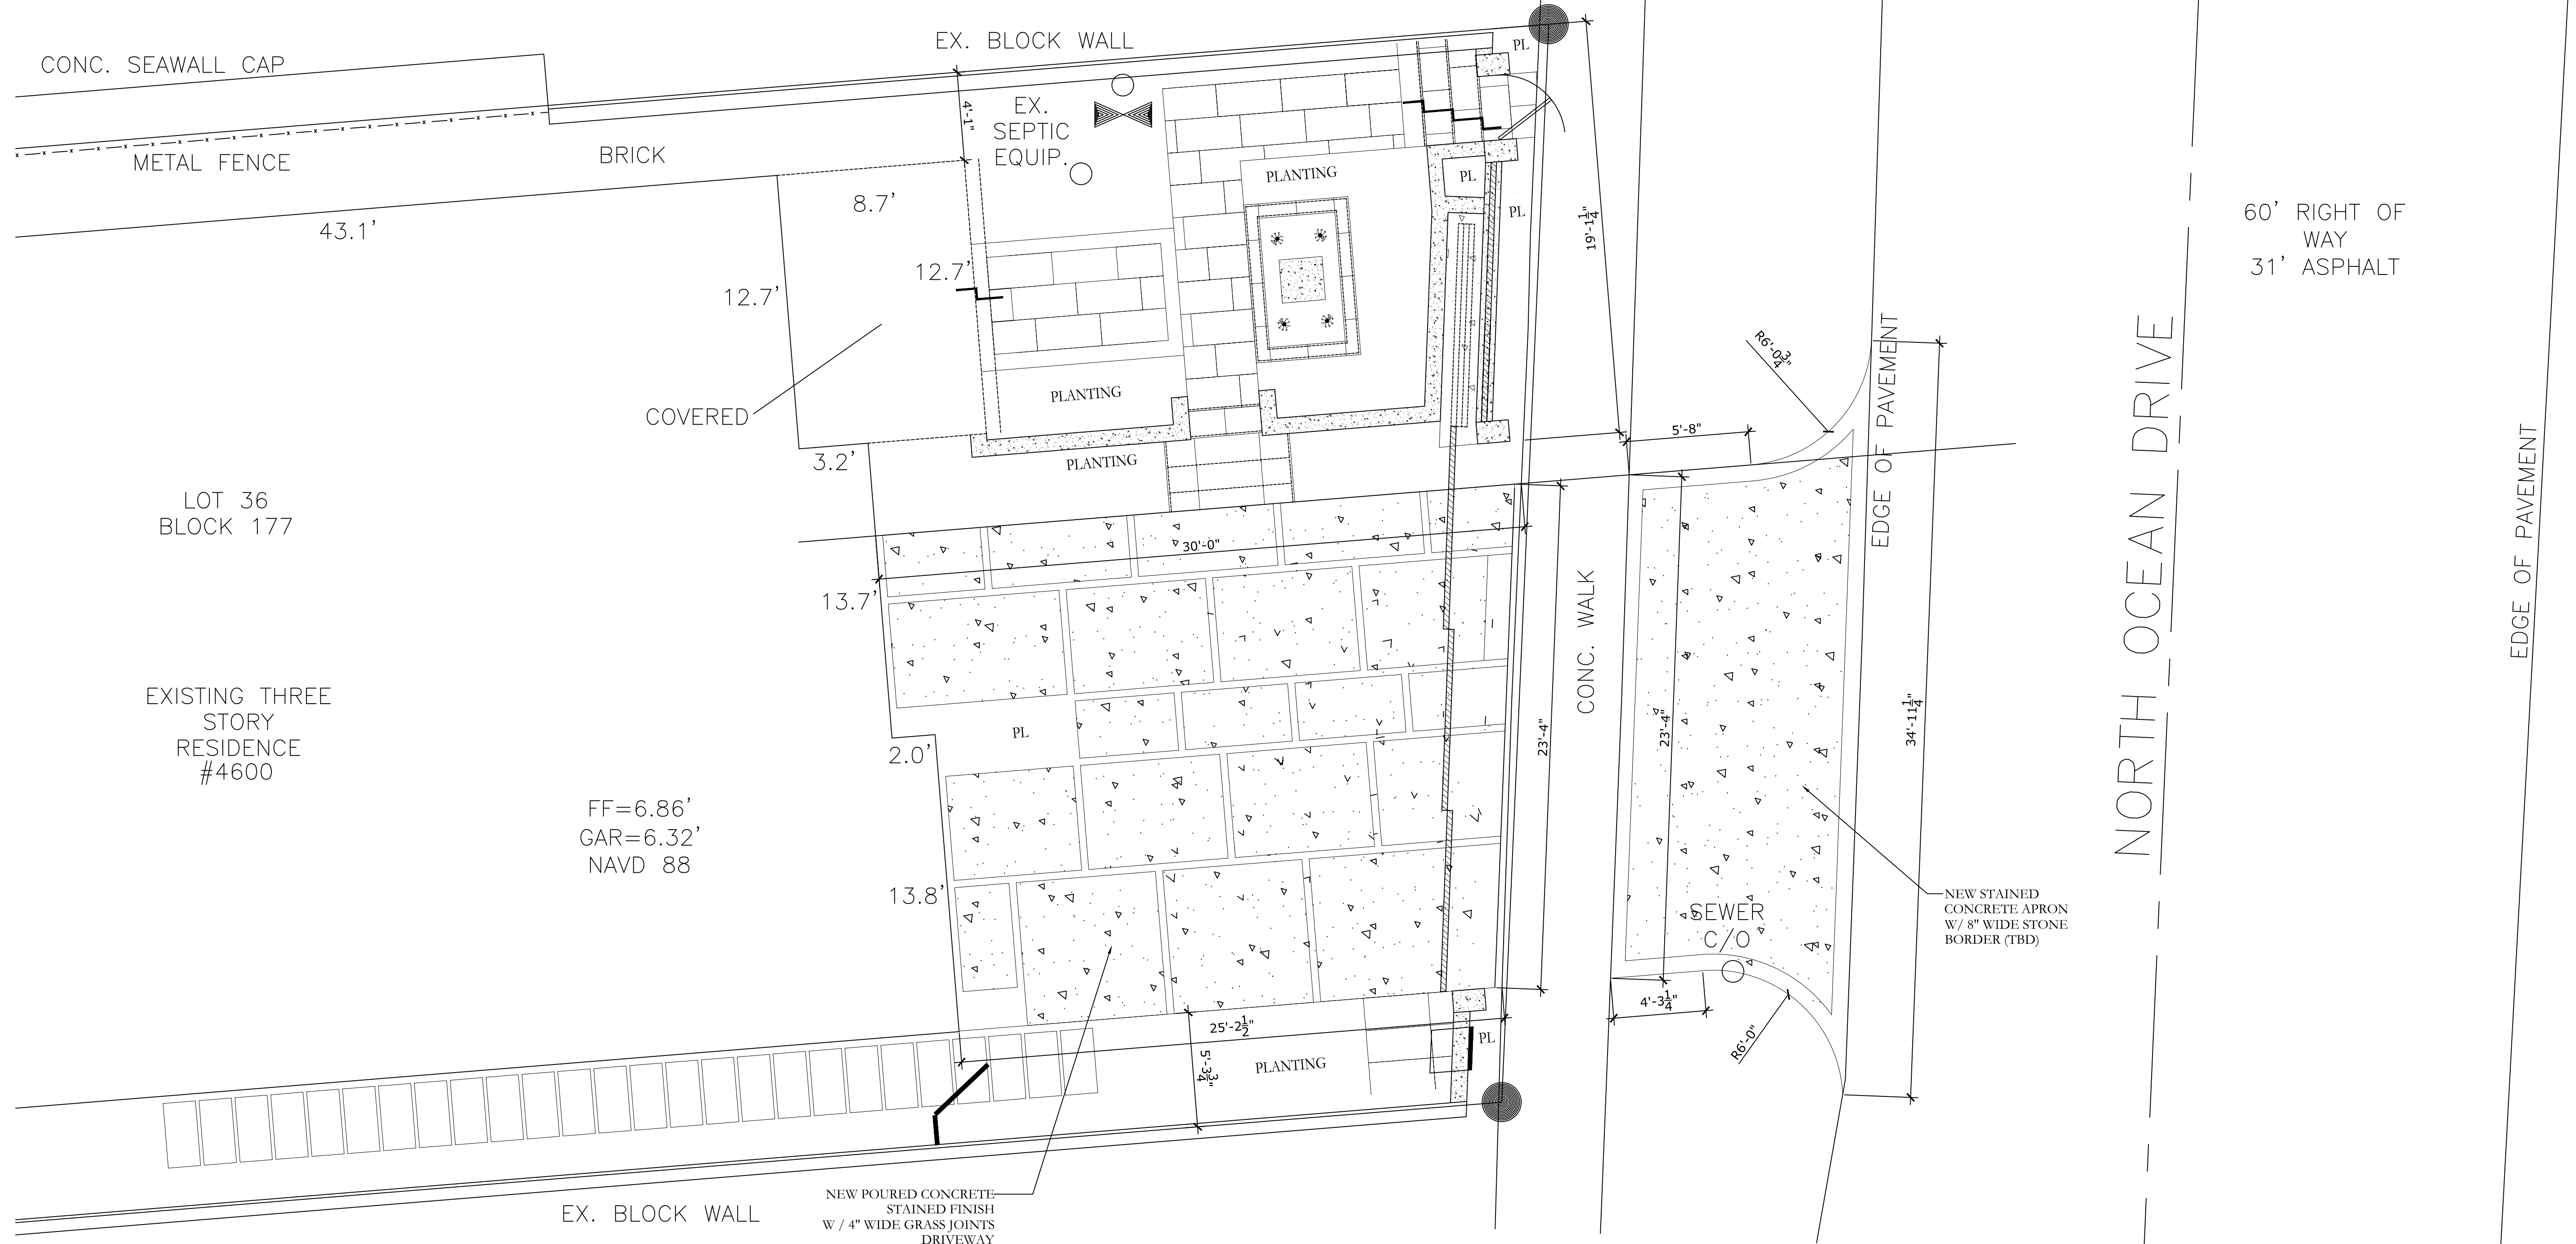 EX. BLOCK WALL
PL
CONC. SEAWALL CAP
EX.
SEPTIC
EQUIP.
4'-1"
METAL FENCE
BRICK
PLANTING
PL
PL
8.7'
43.1'
19'-1 1/4"
60' RIGHT OF
WAY
31' ASPHALT
12.7'
12.7'
R6'-0 3/4"
EDGE OF PAVEMENT
PLANTING
COVERED
5'-8"
3.2'
PLANTING
LOT 36
BLOCK 177
30'-0"
13.7'
CONC. WALK
NORTH OCEAN DRIVE
EDGE OF PAVEMENT
EXISTING THREE
STORY
RESIDENCE
#4600
PL
2.0'
23'-4"
23'-4"
34'-11 1/4"
FF=6.86'
GAR=6.32'
NAVD 88
13.8'
SEWER
C/O
NEW STAINED
CONCRETE APRON
W/ 8" WIDE STONE
BORDER (TBD)
4'-3 1/4"
25'-2 1/2"
R6'-0"
5'-3 3/4"
PLANTING
PL
EX. BLOCK WALL
NEW POURED CONCRETE
STAINED FINISH
W / 4" WIDE GRASS JOINTS
DRIVEWAY